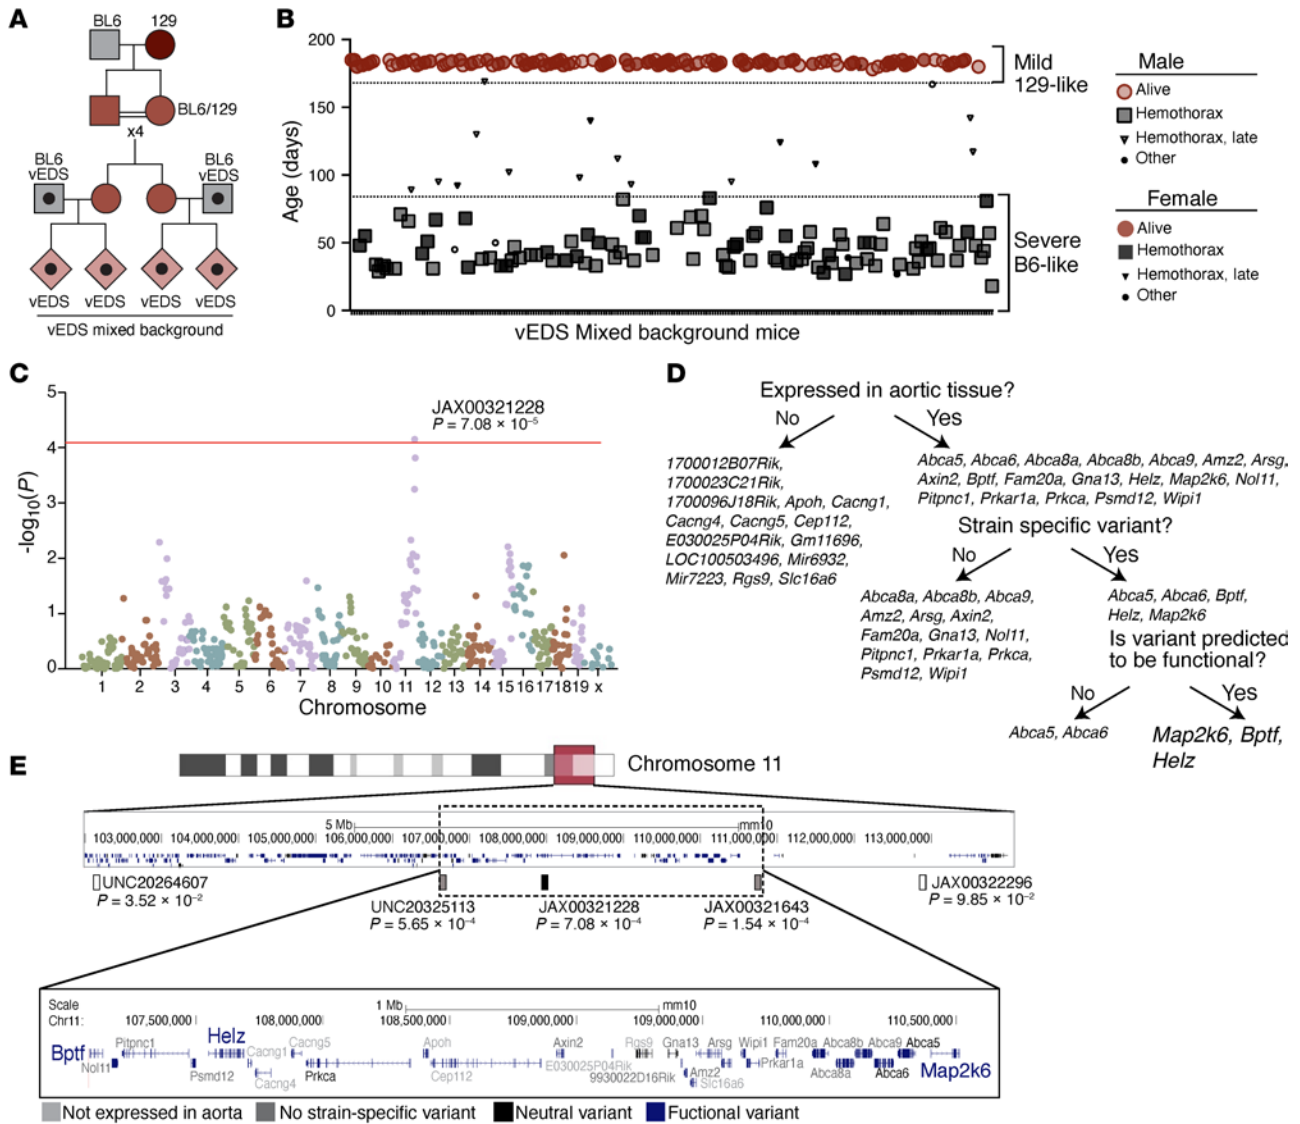 A
BL6 129
BL6/129
x4
BL6
vEDS
BL6
vEDS
vEDS vEDS vEDS vEDS
vEDS mixed background
B
Age (days)
200
150
100
50
0
vEDS Mixed background mice
Mild
129-like
Severe
B6-like
Male
Alive
Hemothorax
Hemothorax, late
Other
Female
Alive
Hemothorax
Hemothorax, late
Other
C
-log10(P)
5
4
3
2
1
0
JAX00321228
P = 7.08 × 10–5
1 2 3 4 5 6 7 8 9 10 11 12 13 14 15 16 17 18 19 x
Chromosome
D
Expressed in aortic tissue?
No Yes
1700012B07Rik,
1700023C21Rik,
1700096J18Rik, Apoh, Cacng1,
Cacng4, Cacng5, Cep112,
E030025P04Rik, Gm11696,
LOC100503496, Mir6932,
Mir7223, Rgs9, Slc16a6
Abca5, Abca6, Abca8a, Abca8b, Abca9, Amz2, Arsg,
Axin2, Bptf, Fam20a, Gna13, Helz, Map2k6, Nol11,
Pitpnc1, Prkar1a, Prkca, Psmd12, Wipi1
Strain specific variant?
No Yes
Abca8a, Abca8b, Abca9,
Amz2, Arsg, Axin2,
Fam20a, Gna13, Nol11,
Pitpnc1, Prkar1a, Prkca,
Psmd12, Wipi1
Abca5, Abca6, Bptf,
Helz, Map2k6
Is variant predicted
to be functional?
No Yes
Abca5, Abca6
Map2k6, Bptf,
Helz
E
Chromosome 11
5 Mb mm10
103,000,000 104,000,000 105,000,000 106,000,000 107,000,000 108,000,000 109,000,000 110,000,000 111,000,000 112,000,000 113,000,000
UNC20264607
P = 3.52 × 10–2
UNC20325113
P = 5.65 × 10–4
JAX00321228
P = 7.08 × 10–4
JAX00321643
P = 1.54 × 10–4
JAX00322296
P = 9.85 × 10–2
Scale 1 Mb mm10
Chr11: 107,500,000 108,000,000 108,500,000 109,000,000 109,000,000 110,000,000 110,500,000
Bptf Pitpnc1 Helz Cacng1 Cacng5 Apoh Axin2 Rgs9 Gna13 Arsg Wipi1 Fam20a Abca8b Abca9 Abca5
Nol11 Psmd12 Cacng4 Prkca Cep112 E030025P04Rik 9930022D16Rik Amz2 Slc16a6 Prkar1a Abca8a Abca6 Map2k6
Not expressed in aorta No strain-specific variant Neutral variant Fuctional variant